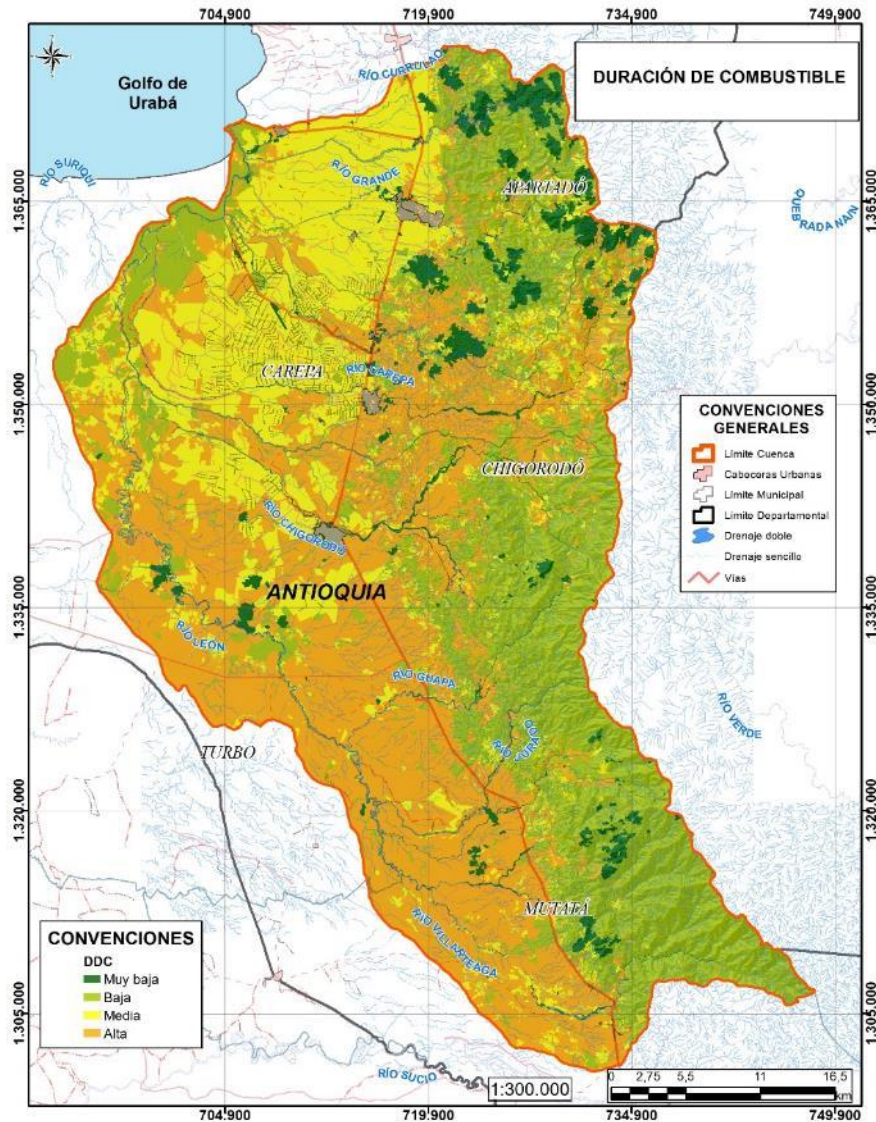 704.900 719.900 734.900 749.900
Golfo de
Urabá
RÍO CURRULAO
DURACIÓN DE COMBUSTIBLE
RÍO SURIQUI
RÍO GRANDE
APARTADÓ
QUEBRADA NAIN
1.365.000 1.365.000
CAREPA
RÍO CAREPA
1.350.000 1.350.000
CONVENCIONES
GENERALES
Límite Cuenca
Cabeceras Urbanas
Límite Municipal
Límite Departamental
Drenaje doble
Drenaje sencillo
Vías
CHIGORODÓ
RÍO CHIGORODO
ANTIOQUIA
1.335.000 1.335.000
RÍO LEÓN
RÍO GUAPA
RÍO VERDE
TURBO
RÍO JURADO
1.320.000 1.320.000
MUTATÁ
RÍO VILLARTEAGA
CONVENCIONES
DDC
Muy baja
Baja
Media
Alta
1.305.000 1.305.000
RÍO SUCIO
1:300.000
0 2,75 5,5 11 16,5
km
704.900 719.900 734.900 749.900